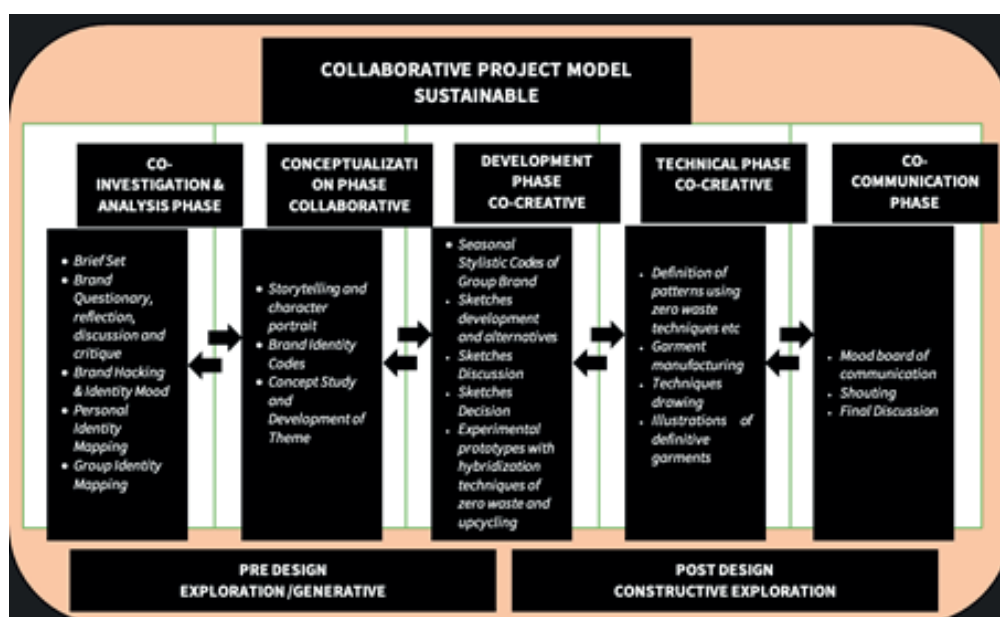 COLLABORATIVE PROJECT MODEL
SUSTAINABLE
CO-
INVESTIGATION &
ANALYSIS PHASE
• Brief Set
• Brand
Questionary,
reflection,
discussion and
critique
• Brand Hacking
& Identity Mood
• Personal
Identity
Mapping
• Group Identity
Mapping
CONCEPTUALIZATI
ON PHASE
COLLABORATIVE
• Storytelling and
character
portrait
• Brand Identity
Codes
• Concept Study
and
Development of
Theme
DEVELOPMENT
PHASE
CO-CREATIVE
• Seasonal
Stylistic Codes of
Group Brand
• Sketches
development
and alternatives
• Sketches
Discussion
• Sketches
Decision
• Experimental
prototypes with
hybridization
techniques of
zero waste and
upcycling
TECHNICAL PHASE
CO-CREATIVE
• Definition of
patterns using
zero waste
techniques etc
• Garment
manufacturing
• Techniques
drawing
• Illustrations of
definitive
garments
CO-
COMMUNICATION
PHASE
• Mood board of
communication
• Shouting
• Final Discussion
PRE DESIGN
EXPLORATION /GENERATIVE
POST DESIGN
CONSTRUCTIVE EXPLORATION